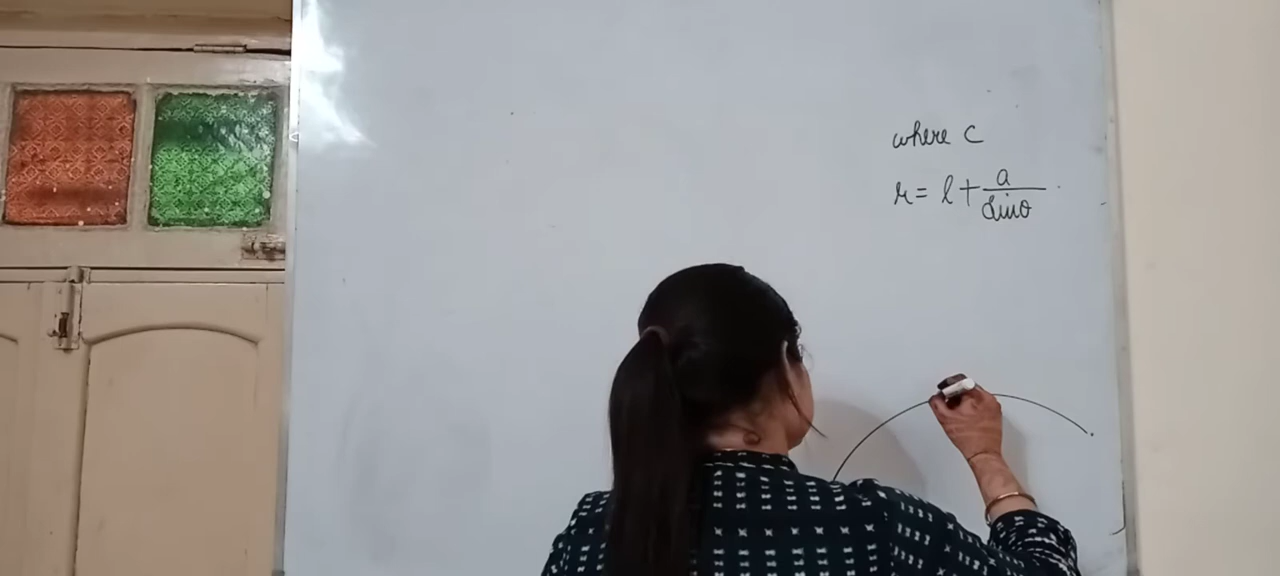 where c
r = l + a/sinθ